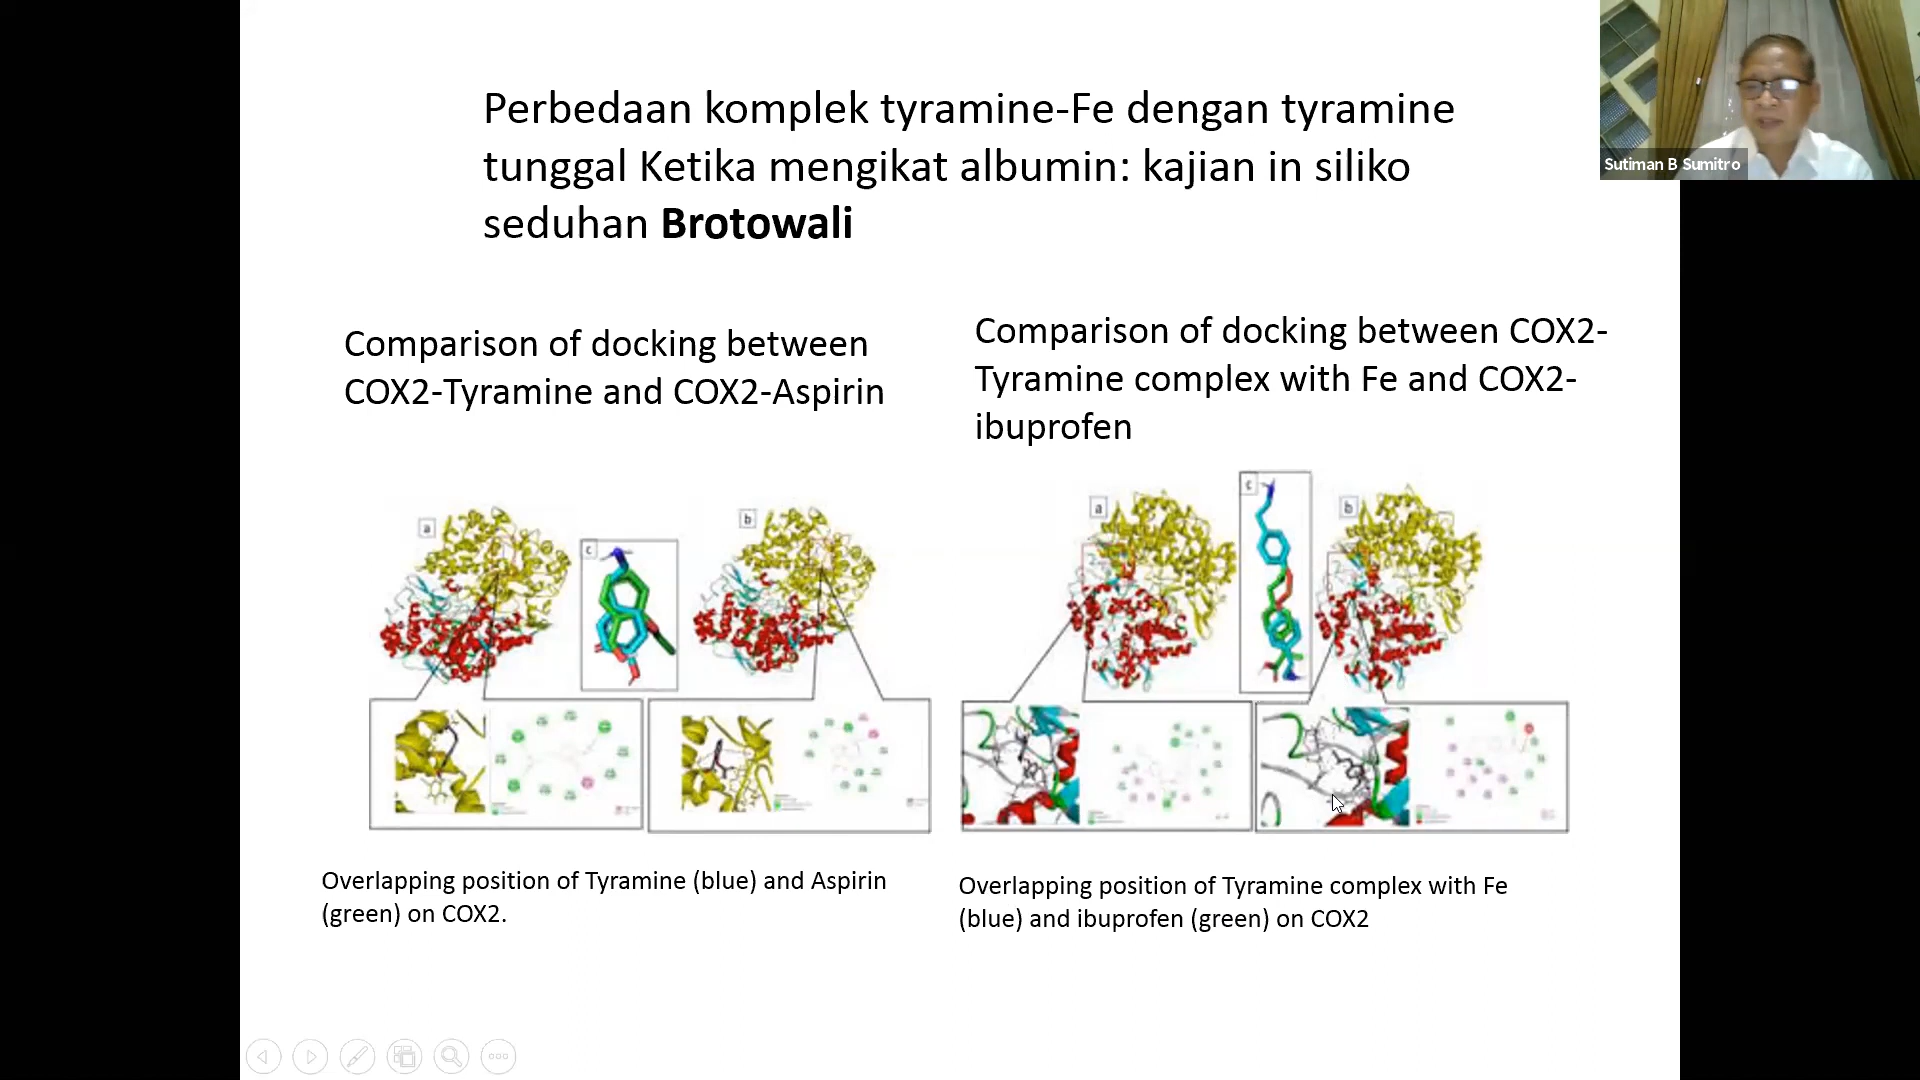 Perbedaan komplek tyramine-Fe dengan tyramine
tunggal Ketika mengikat albumin: kajian in siliko
seduhan Brotowali
Sutiman B Sumitro
Comparison of docking between
COX2-Tyramine and COX2-Aspirin
Comparison of docking between COX2-
Tyramine complex with Fe and COX2-
ibuprofen
a
c
b
a
c
b
Overlapping position of Tyramine (blue) and Aspirin
(green) on COX2.
Overlapping position of Tyramine complex with Fe
(blue) and ibuprofen (green) on COX2